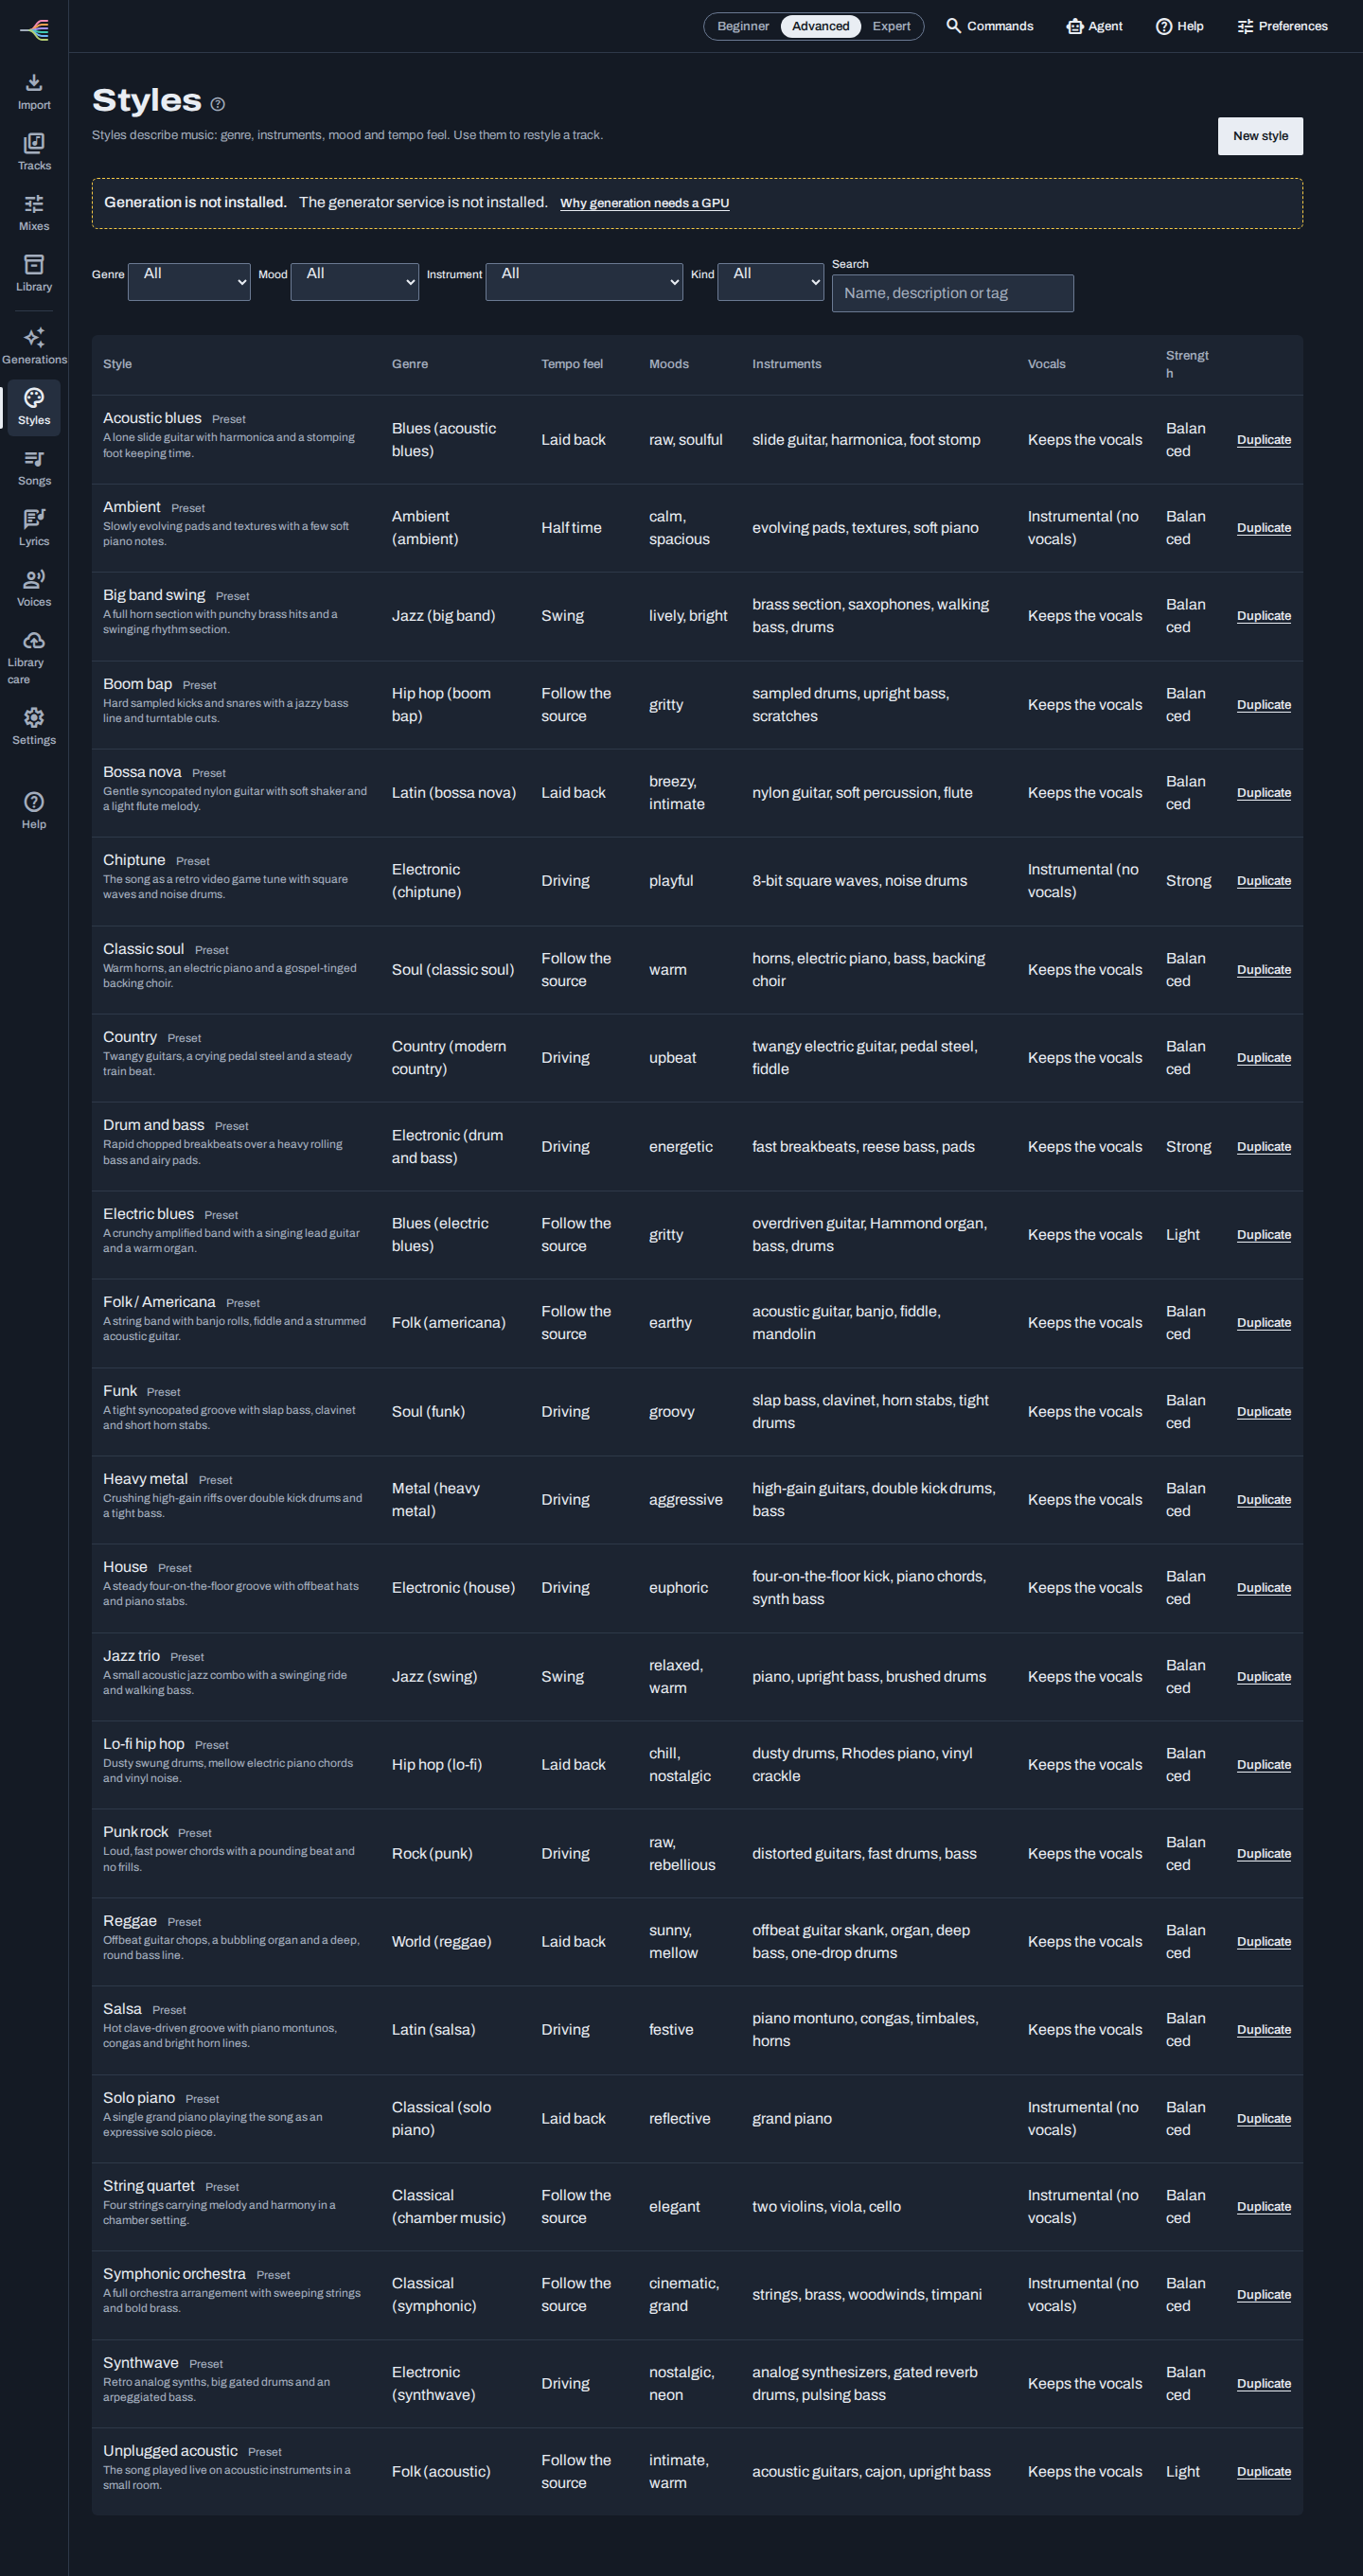 Beginner Advanced Expert Commands Agent Help Preferences
Import
Tracks
Mixes
Library
Generations
Styles
Songs
Lyrics
Voices
Library
care
Settings
Help
Styles
Styles describe music: genre, instruments, mood and tempo feel. Use them to restyle a track.
New style
Generation is not installed. The generator service is not installed. Why generation needs a GPU
Genre All Mood All Instrument All Kind All
Search
Name, description or tag
Style Genre Tempo feel Moods Instruments Vocals Strengt
h
Acoustic blues Preset
A lone slide guitar with harmonica and a stomping
foot keeping time.
Blues (acoustic
blues)
Laid back
raw, soulful
slide guitar, harmonica, foot stomp
Keeps the vocals
Balan
ced
Duplicate
Ambient Preset
Slowly evolving pads and textures with a few soft
piano notes.
Ambient
(ambient)
Half time
calm,
spacious
evolving pads, textures, soft piano
Instrumental (no
vocals)
Balan
ced
Duplicate
Big band swing Preset
A full horn section with punchy brass hits and a
swinging rhythm section.
Jazz (big band)
Swing
lively, bright
brass section, saxophones, walking
bass, drums
Keeps the vocals
Balan
ced
Duplicate
Boom bap Preset
Hard sampled kicks and snares with a jazzy bass
line and turntable cuts.
Hip hop (boom
bap)
Follow the
source
gritty
sampled drums, upright bass,
scratches
Keeps the vocals
Balan
ced
Duplicate
Bossa nova Preset
Gentle syncopated nylon guitar with soft shaker and
a light flute melody.
Latin (bossa nova)
Laid back
breezy,
intimate
nylon guitar, soft percussion, flute
Keeps the vocals
Balan
ced
Duplicate
Chiptune Preset
The song as a retro video game tune with square
waves and noise drums.
Electronic
(chiptune)
Driving
playful
8-bit square waves, noise drums
Instrumental (no
vocals)
Strong
Duplicate
Classic soul Preset
Warm horns, an electric piano and a gospel-tinged
backing choir.
Soul (classic soul)
Follow the
source
warm
horns, electric piano, bass, backing
choir
Keeps the vocals
Balan
ced
Duplicate
Country Preset
Twangy guitars, a crying pedal steel and a steady
train beat.
Country (modern
country)
Driving
upbeat
twangy electric guitar, pedal steel,
fiddle
Keeps the vocals
Balan
ced
Duplicate
Drum and bass Preset
Rapid chopped breakbeats over a heavy rolling
bass and airy pads.
Electronic (drum
and bass)
Driving
energetic
fast breakbeats, reese bass, pads
Keeps the vocals
Strong
Duplicate
Electric blues Preset
A crunchy amplified band with a singing lead guitar
and a warm organ.
Blues (electric
blues)
Follow the
source
gritty
overdriven guitar, Hammond organ,
bass, drums
Keeps the vocals
Light
Duplicate
Folk / Americana Preset
A string band with banjo rolls, fiddle and a strummed
acoustic guitar.
Folk (americana)
Follow the
source
earthy
acoustic guitar, banjo, fiddle,
mandolin
Keeps the vocals
Balan
ced
Duplicate
Funk Preset
A tight syncopated groove with slap bass, clavinet
and short horn stabs.
Soul (funk)
Driving
groovy
slap bass, clavinet, horn stabs, tight
drums
Keeps the vocals
Balan
ced
Duplicate
Heavy metal Preset
Crushing high-gain riffs over double kick drums and
a tight bass.
Metal (heavy
metal)
Driving
aggressive
high-gain guitars, double kick drums,
bass
Keeps the vocals
Balan
ced
Duplicate
House Preset
A steady four-on-the-floor groove with offbeat hats
and piano stabs.
Electronic (house)
Driving
euphoric
four-on-the-floor kick, piano chords,
synth bass
Keeps the vocals
Balan
ced
Duplicate
Jazz trio Preset
A small acoustic jazz combo with a swinging ride
and walking bass.
Jazz (swing)
Swing
relaxed,
warm
piano, upright bass, brushed drums
Keeps the vocals
Balan
ced
Duplicate
Lo-fi hip hop Preset
Dusty swung drums, mellow electric piano chords
and vinyl noise.
Hip hop (lo-fi)
Laid back
chill,
nostalgic
dusty drums, Rhodes piano, vinyl
crackle
Keeps the vocals
Balan
ced
Duplicate
Punk rock Preset
Loud, fast power chords with a pounding beat and
no frills.
Rock (punk)
Driving
raw,
rebellious
distorted guitars, fast drums, bass
Keeps the vocals
Balan
ced
Duplicate
Reggae Preset
Offbeat guitar chops, a bubbling organ and a deep,
round bass line.
World (reggae)
Laid back
sunny,
mellow
offbeat guitar skank, organ, deep
bass, one-drop drums
Keeps the vocals
Balan
ced
Duplicate
Salsa Preset
Hot clave-driven groove with piano montunos,
congas and bright horn lines.
Latin (salsa)
Driving
festive
piano montuno, congas, timbales,
horns
Keeps the vocals
Balan
ced
Duplicate
Solo piano Preset
A single grand piano playing the song as an
expressive solo piece.
Classical (solo
piano)
Laid back
reflective
grand piano
Instrumental (no
vocals)
Balan
ced
Duplicate
String quartet Preset
Four strings carrying melody and harmony in a
chamber setting.
Classical
(chamber music)
Follow the
source
elegant
two violins, viola, cello
Instrumental (no
vocals)
Balan
ced
Duplicate
Symphonic orchestra Preset
A full orchestra arrangement with sweeping strings
and bold brass.
Classical
(symphonic)
Follow the
source
cinematic,
grand
strings, brass, woodwinds, timpani
Instrumental (no
vocals)
Balan
ced
Duplicate
Synthwave Preset
Retro analog synths, big gated drums and an
arpeggiated bass.
Electronic
(synthwave)
Driving
nostalgic,
neon
analog synthesizers, gated reverb
drums, pulsing bass
Keeps the vocals
Balan
ced
Duplicate
Unplugged acoustic Preset
The song played live on acoustic instruments in a
small room.
Folk (acoustic)
Follow the
source
intimate,
warm
acoustic guitars, cajon, upright bass
Keeps the vocals
Light
Duplicate